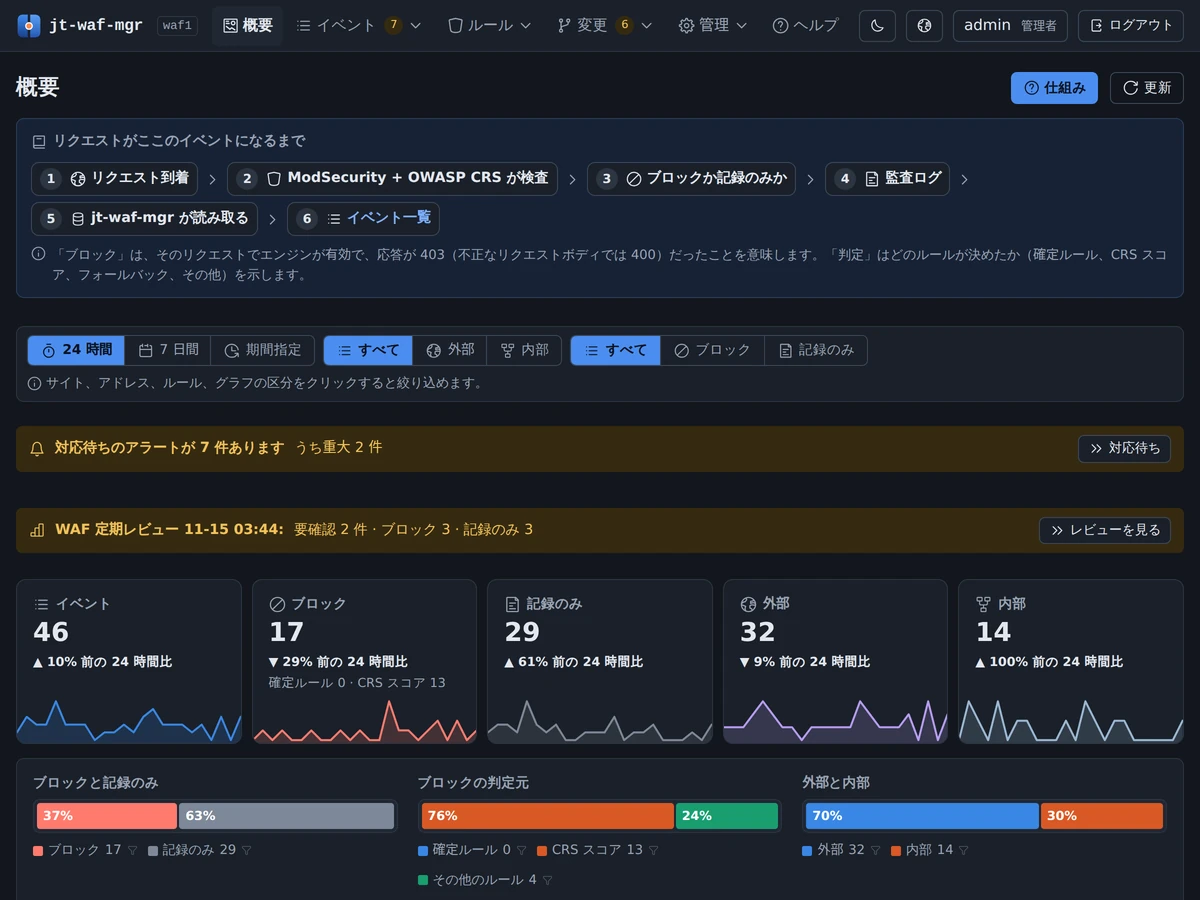 jt-waf-mgr waf1 概要 イベント 7 ルール 変更 6 管理 ヘルプ admin 管理者 ログアウト
概要 仕組み 更新
リクエストがここのイベントになるまで
1 リクエスト到着 2 ModSecurity + OWASP CRS が検査 3 ブロックか記録のみか 4 監査ログ
5 jt-waf-mgr が読み取る 6 イベント一覧
「ブロック」は、そのリクエストでエンジンが有効で、応答が 403（不正なリクエストボディでは 400）だったことを意味します。「判定」はどのルールが決めたか（確定ルール、CRS スコ
ア、フォールバック、その他）を示します。
24 時間 7 日間 期間指定 すべて 外部 内部 すべて ブロック 記録のみ
サイト、アドレス、ルール、グラフの区分をクリックすると絞り込めます。
対応待ちのアラートが 7 件あります うち重大 2 件 対応待ち
WAF 定期レビュー 11-15 03:44: 要確認 2 件 · ブロック 3 · 記録のみ 3 レビューを見る
イベント ブロック 記録のみ 外部 内部
46 17 29 32 14
▲ 10% 前の 24 時間比 ▼ 29% 前の 24 時間比 ▲ 61% 前の 24 時間比 ▼ 9% 前の 24 時間比 ▲ 100% 前の 24 時間比
確定ルール 0 · CRS スコア 13
ブロックと記録のみ ブロックの判定元 外部と内部
37% 63% 76% 24% 70% 30%
ブロック 17 記録のみ 29 確定ルール 0 CRS スコア 13 外部 32 内部 14
その他のルール 4